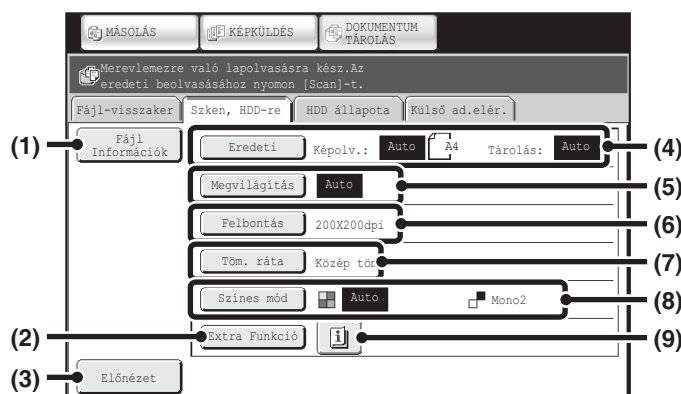 MÁSOLÁS
KÉPKÜLDÉS
DOKUMENTUM
TÁROLÁS
Merevlemezre való lapolvasásra kész.Az
eredeti beolvasásához nyomon [Scan]-t.
Fájl-visszaker
Szken, HDD-re
HDD állapota
Külső ad.elér.
(1)
Fájl
Információk
Eredeti
Képolv.:
Auto
A4
Tárolás:
Auto
(4)
Megvilágítás
Auto
(5)
Felbontás
200X200dpi
(6)
Töm. ráta
Közép töm
(7)
Színes mód
Auto
Mono2
(8)
(2)
Extra Funkció
(9)
(3)
Előnézet